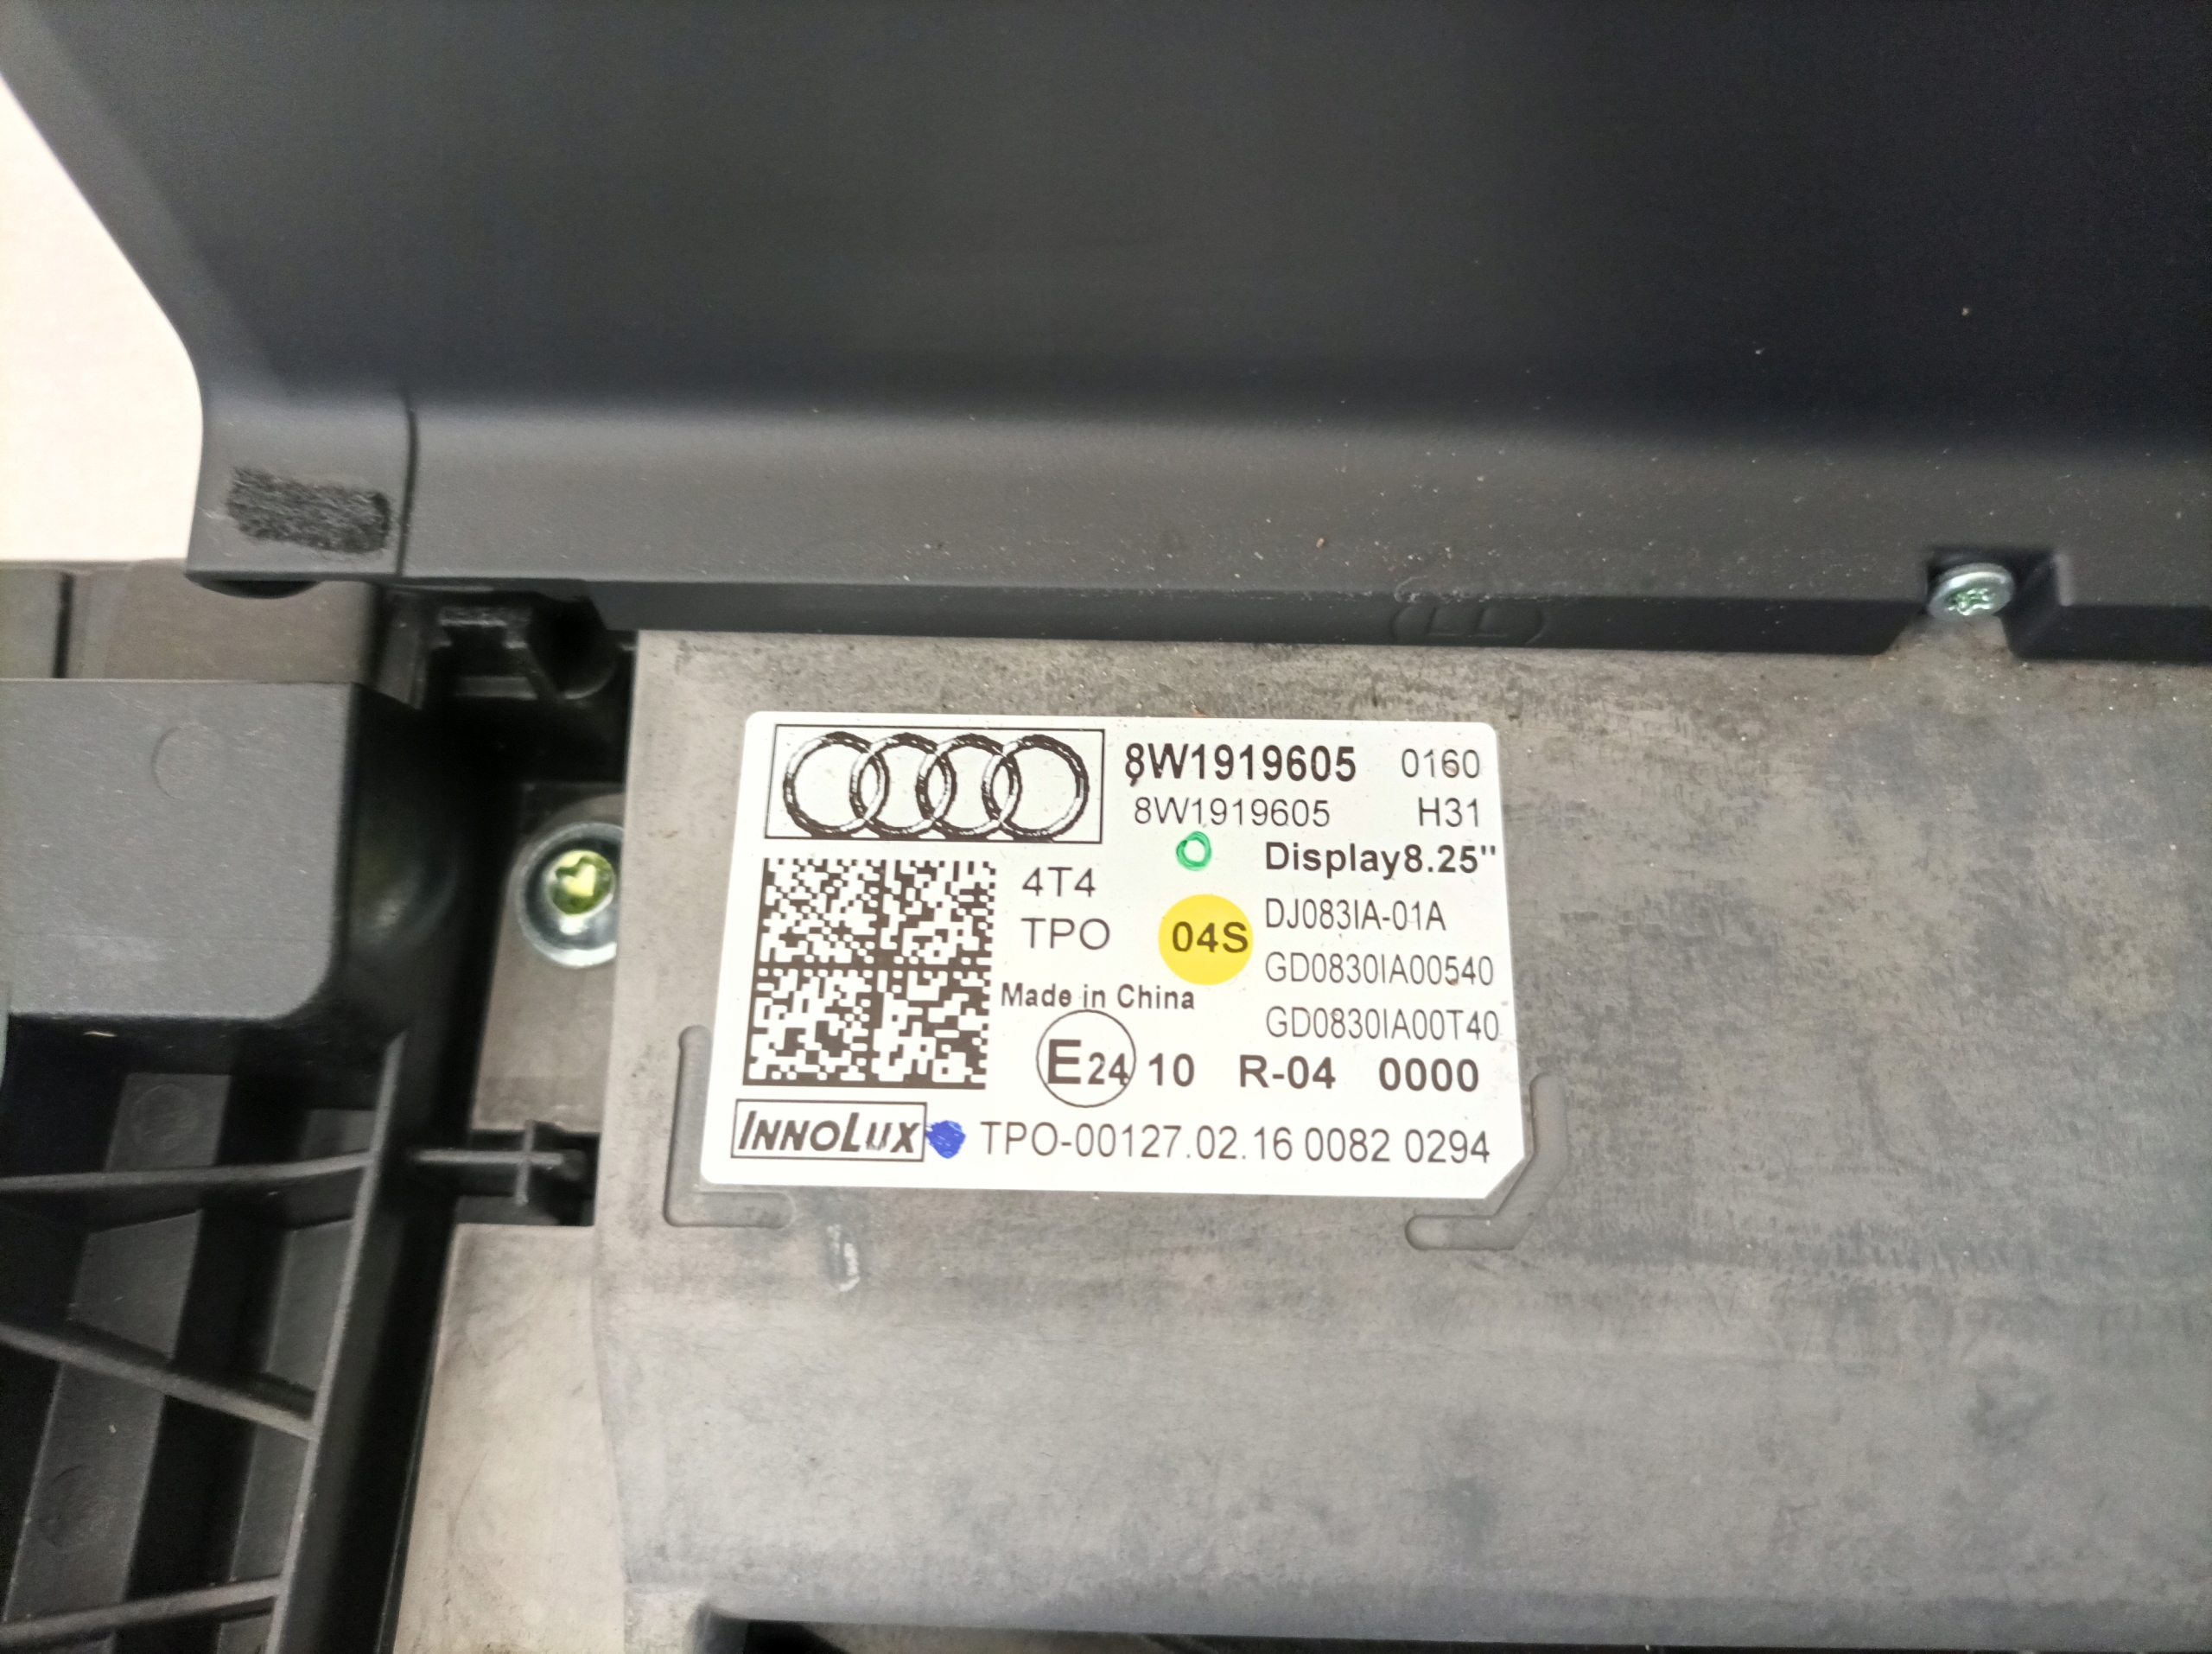 8W1919605 0160
8W1919605 H31
Display8.25"
4T4
TPO
04S
DJ083IA-01A
GD0830IA00540
GD0830IA00T40
Made in China
E24 10 R-04 0000
INNOLUX TPO-00127.02.16 0082 0294